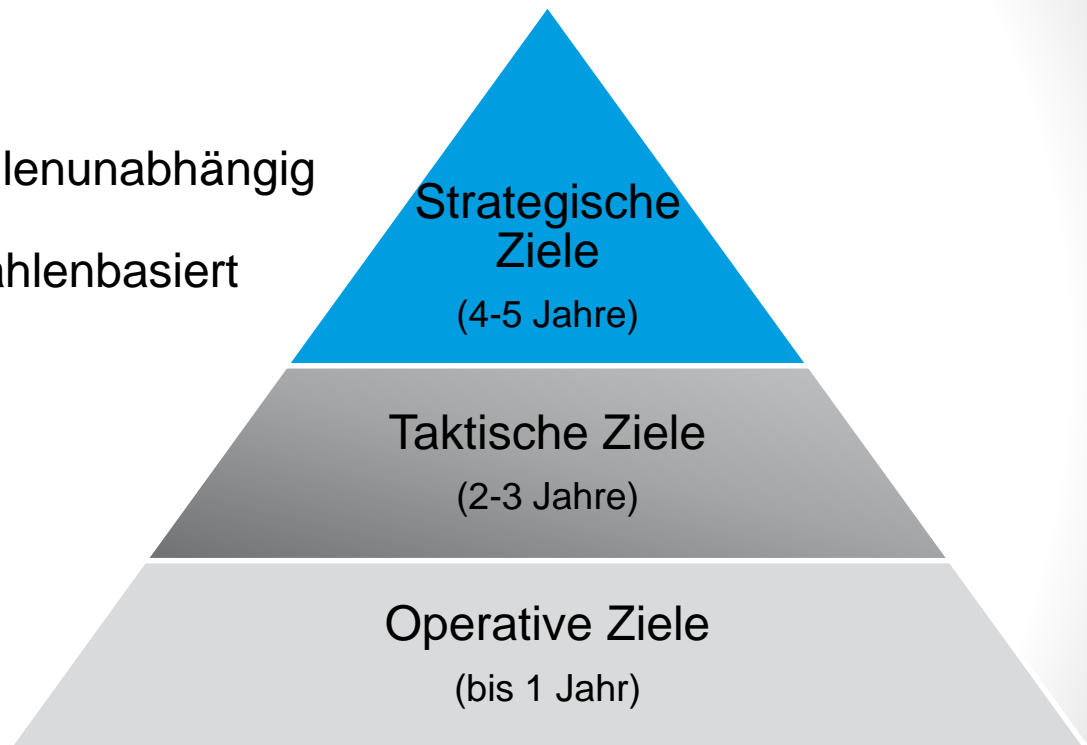 lenunabhängig
ahlenbasiert
Strategische
Ziele
(4-5 Jahre)
Taktische Ziele
(2-3 Jahre)
Operative Ziele
(bis 1 Jahr)